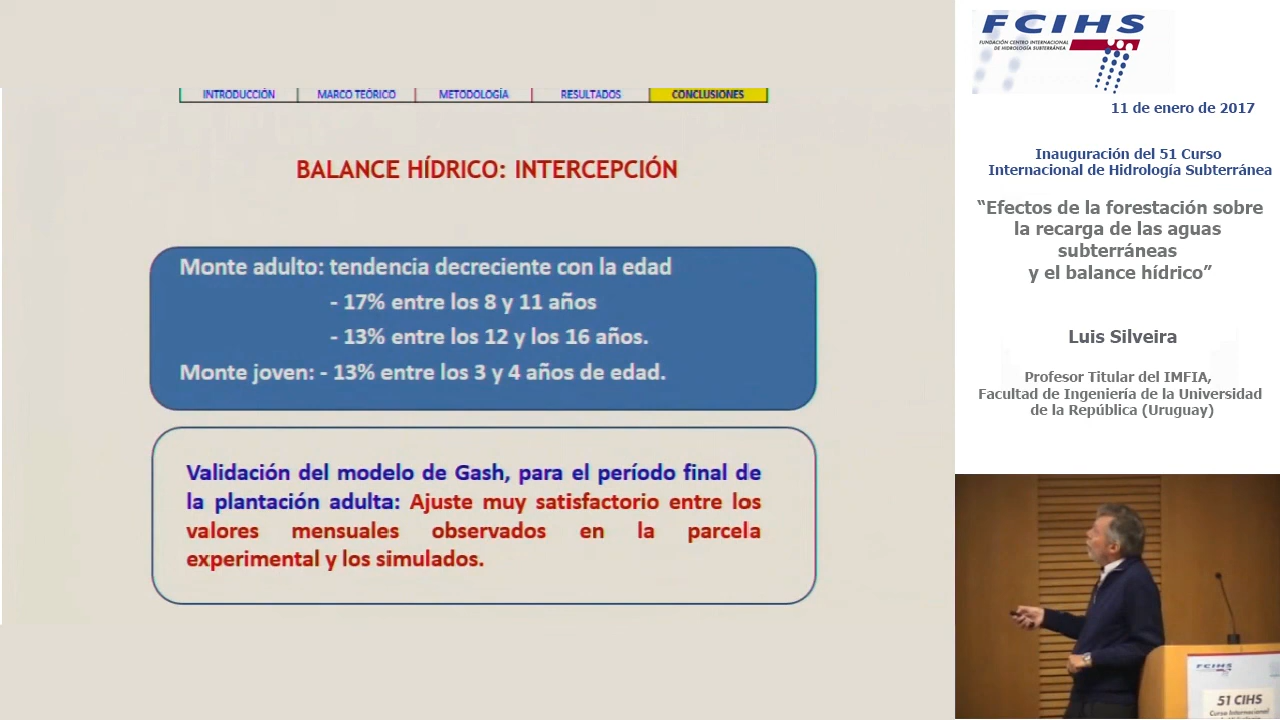 INTRODUCCIÓN MARCO TEÓRICO METODOLOGÍA RESULTADOS CONCLUSIONES
BALANCE HÍDRICO: INTERCEPCIÓN
Monte adulto: tendencia decreciente con la edad
- 17% entre los 8 y 11 años
- 13% entre los 12 y los 16 años.
Monte joven: - 13% entre los 3 y 4 años de edad.
Validación del modelo de Gash, para el período final de
la plantación adulta: Ajuste muy satisfactorio entre los
valores mensuales observados en la parcela
experimental y los simulados.
FCIHS
FUNDACIÓN CENTRO INTERNACIONAL
DE HIDROLOGÍA SUBTERRÁNEA
11 de enero de 2017
Inauguración del 51 Curso
Internacional de Hidrología Subterránea
“Efectos de la forestación sobre
la recarga de las aguas
subterráneas
y el balance hídrico”
Luis Silveira
Profesor Titular del IMFIA,
Facultad de Ingeniería de la Universidad
de la República (Uruguay)
FCIHS
51 CIHS
Curso Internacional